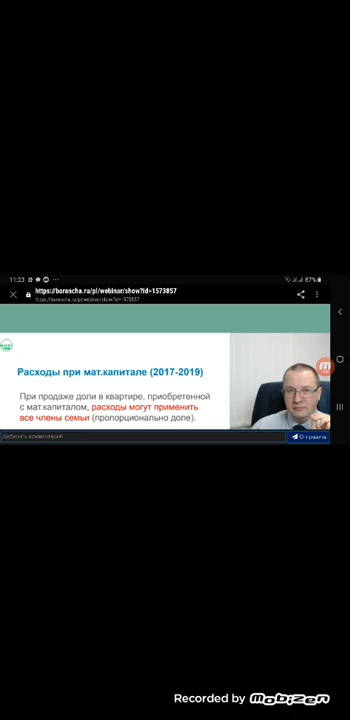 11:23
87%
https://barancha.ru/pl/webinar/show?id=1573857
https://barancha.ru/pl/webinar/show?id=1573857
Расходы при мат.капитале (2017-2019)
При продаже доли в квартире, приобретенной
с мат.капиталом, расходы могут применить
все члены семьи (пропорционально доле).
Добавить комментарий
Отправить
Recorded by mobizen